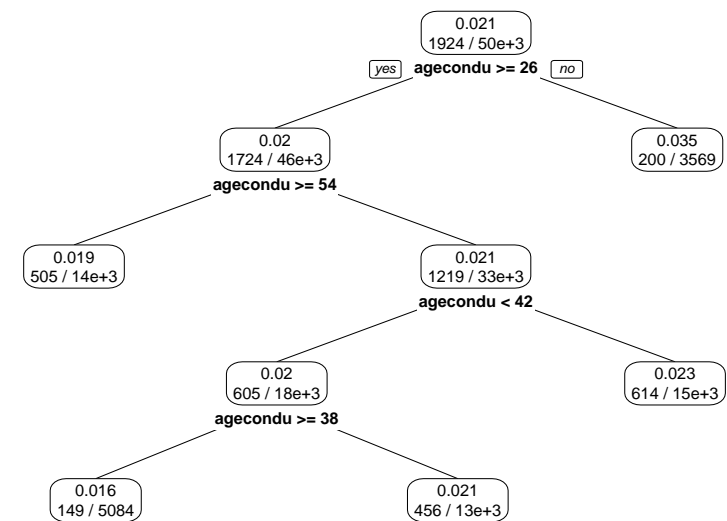 0.021
1924 / 50e+3
yes agecondu >= 26 no
0.02
1724 / 46e+3
0.035
200 / 3569
agecondu >= 54
0.019
505 / 14e+3
0.021
1219 / 33e+3
agecondu < 42
0.02
605 / 18e+3
0.023
614 / 15e+3
agecondu >= 38
0.016
149 / 5084
0.021
456 / 13e+3